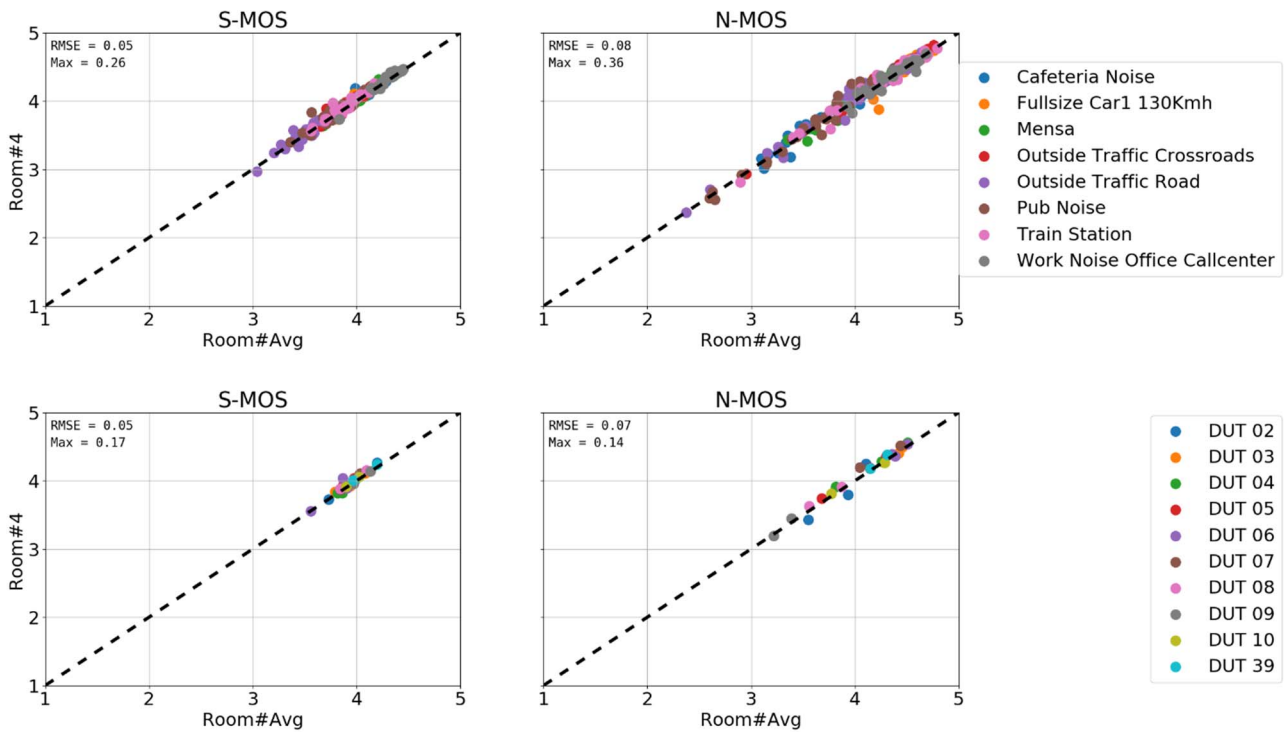 S-MOS
N-MOS
RMSE = 0.05
Max = 0.26
RMSE = 0.08
Max = 0.36
5
4
3
2
1
Room#4
1 2 3 4 5
1 2 3 4 5
Room#Avg
Room#Avg
Cafeteria Noise
Fullsize Car1 130Kmh
Mensa
Outside Traffic Crossroads
Outside Traffic Road
Pub Noise
Train Station
Work Noise Office Callcenter
S-MOS
N-MOS
RMSE = 0.05
Max = 0.17
RMSE = 0.07
Max = 0.14
5
4
3
2
1
Room#4
1 2 3 4 5
1 2 3 4 5
Room#Avg
Room#Avg
DUT 02
DUT 03
DUT 04
DUT 05
DUT 06
DUT 07
DUT 08
DUT 09
DUT 10
DUT 39